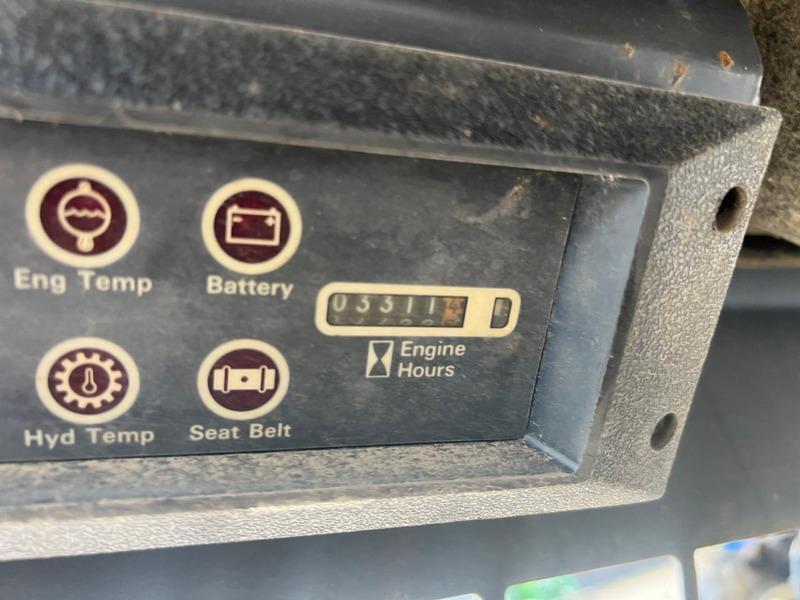 Eng Temp
Battery
03311
Engine
Hours
Hyd Temp
Seat Belt